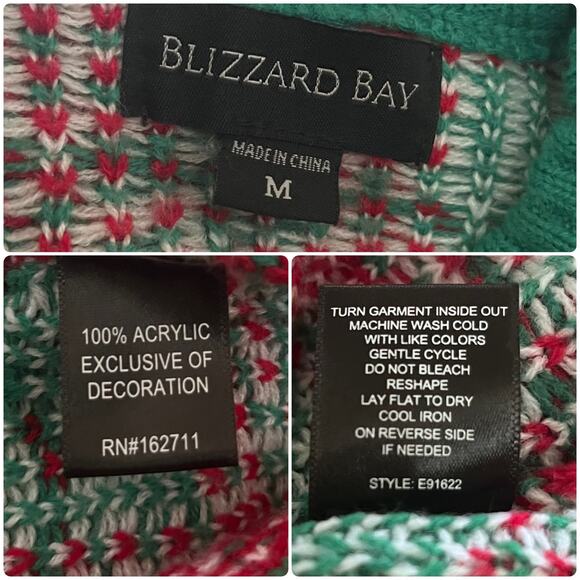 BLIZZARD BAY
MADE IN CHINA
M
100% ACRYLIC
EXCLUSIVE OF
DECORATION
RN#162711
TURN GARMENT INSIDE OUT
MACHINE WASH COLD
WITH LIKE COLORS
GENTLE CYCLE
DO NOT BLEACH
RESHAPE
LAY FLAT TO DRY
COOL IRON
ON REVERSE SIDE
IF NEEDED
STYLE: E91622